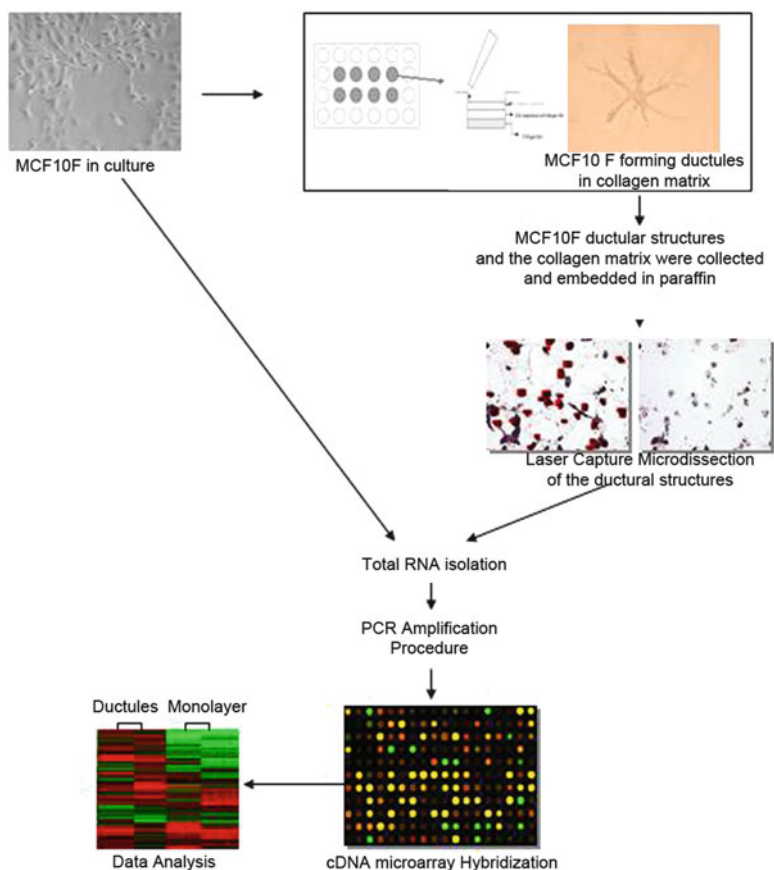 MCF10F in culture
MCF10 F forming ductules
in collagen matrix
MCF10F ductular structures
and the collagen matrix were collected
and embedded in paraffin
Laser Capture Microdissection
of the ductural structures
Total RNA isolation
PCR Amplification
Procedure
Ductules Monolayer
Data Analysis
cDNA microarray Hybridization